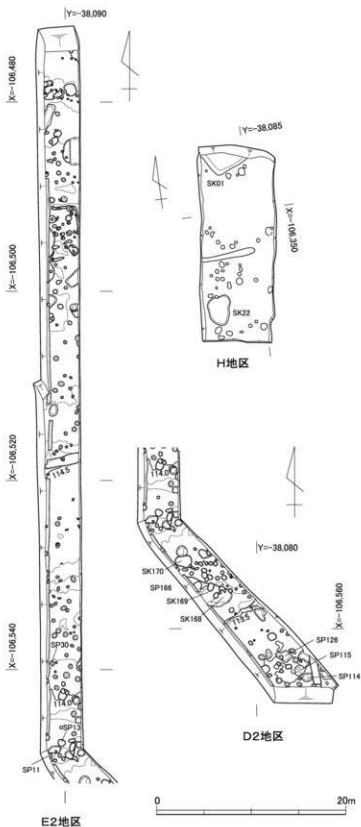 Y=-38,090
X=-106,480
X=-106,500
X=-106,520
114.5
X=-106,540
SP30
114.0
SP13
SP11
E2地区
Y=-38,085
X=-106,350
SK01
SK22
H地区
114.0
Y=-38,080
X=-106,560
SK170
SP166
SK169
SK168
113.5
SP126
SP115
SP114
D2地区
0 20m